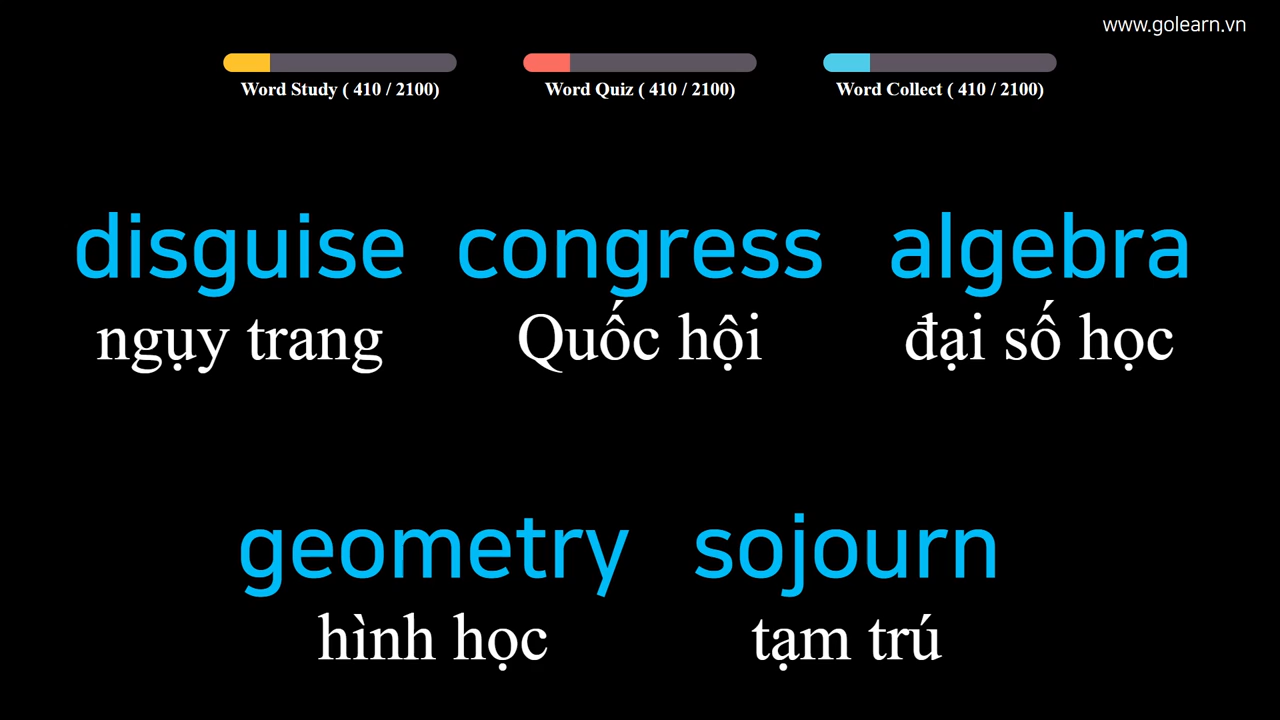 www.golearn.vn
Word Study ( 410 / 2100) Word Quiz ( 410 / 2100) Word Collect ( 410 / 2100)
disguise congress algebra
ngụy trang Quốc hội đại số học
geometry sojourn
hình học tạm trú